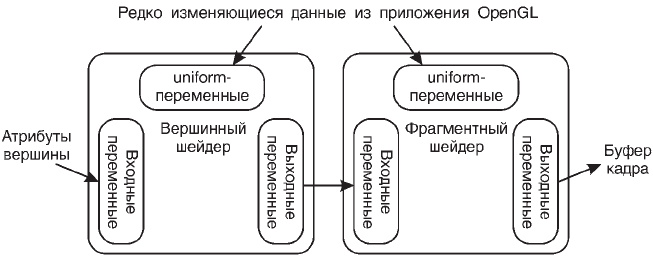 Редко изменяющиеся данные из приложения OpenGL
uniform-
переменные
uniform-
переменные
Атрибуты
вершины
Входные
переменные
Вершинный
шейдер
Выходные
переменные
Входные
переменные
Фрагментный
шейдер
Выходные
переменные
Буфер
кадра